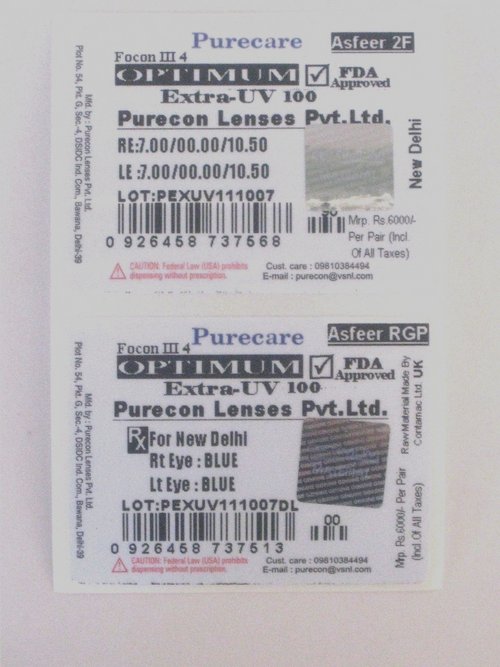 Purecare Asfeer 2F
Focon III 4
OPTIMUM FDA Approved
Extra-UV 100
Purecon Lenses Pvt.Ltd.
RE:7.00/00.00/10.50
LE :7.00/00.00/10.50
LOT:PEXUV111007
0 926458 737568
New Delhi
Mrp. Rs.6000/-
Per Pair (Incl.
Of All Taxes)
CAUTION: Federal Law (USA) prohibits
dispensing without prescription.
Cust. care : 09810384494
E-mail : purecon@vsnl.com
Mfd. by : Purecon Lenses Pvt. Ltd.
Plot No. 54, Pkt. G, Sec.-4, DSIDC Ind. Com., Bawana, Delhi-39
Purecare Asfeer RGP
Focon III 4
OPTIMUM FDA Approved
Extra-UV 100
Purecon Lenses Pvt.Ltd.
Rx For New Delhi
Rt Eye : BLUE
Lt Eye : BLUE
LOT:PEXUV111007DL
00
0 926458 737513
Raw Material Made By
Contamac Ltd. UK
Mrp. Rs.6000/- Per Pair
(Incl. Of All Taxes)
CAUTION: Federal Law (USA) prohibits
dispensing without prescription.
Cust. care : 09810384494
E-mail : purecon@vsnl.com
Mfd. by : Purecon Lenses Pvt. Ltd.
Plot No. 54, Pkt. G, Sec.-4, DSIDC Ind. Com., Bawana, Delhi-39